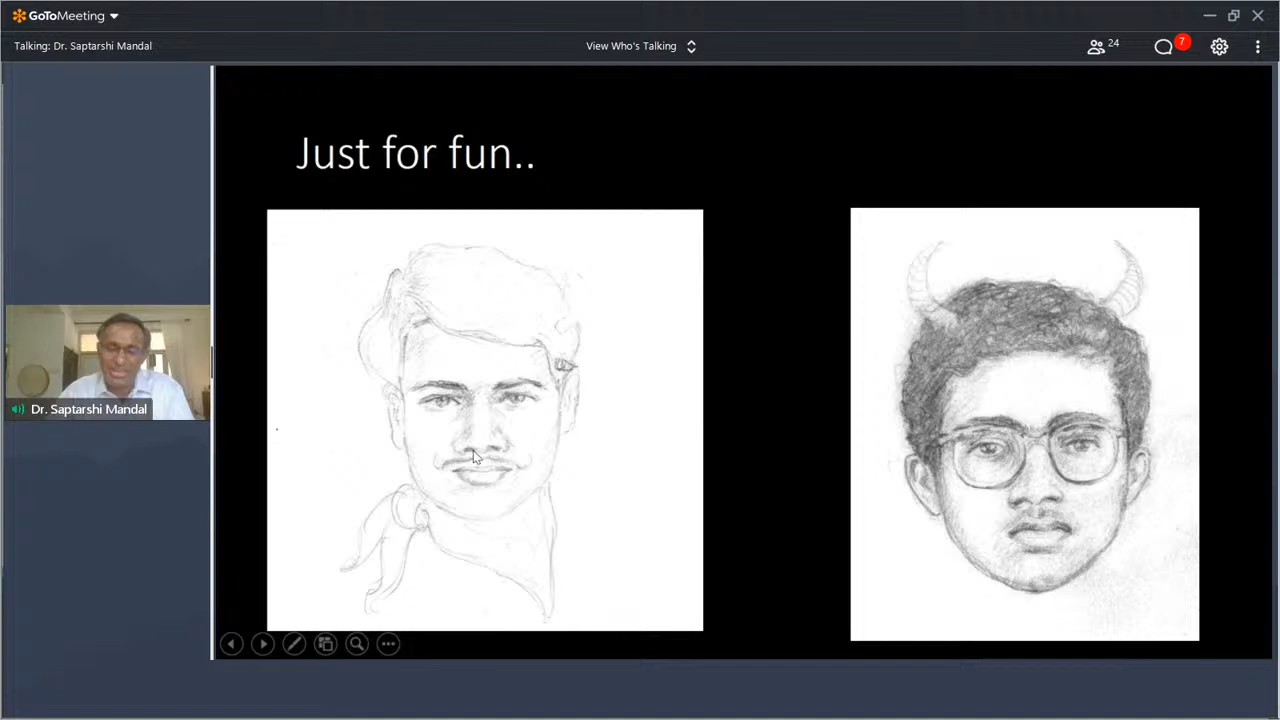 GoToMeeting
Talking: Dr. Saptarshi Mandal
View Who's Talking
24
7
Just for fun..
Dr. Saptarshi Mandal